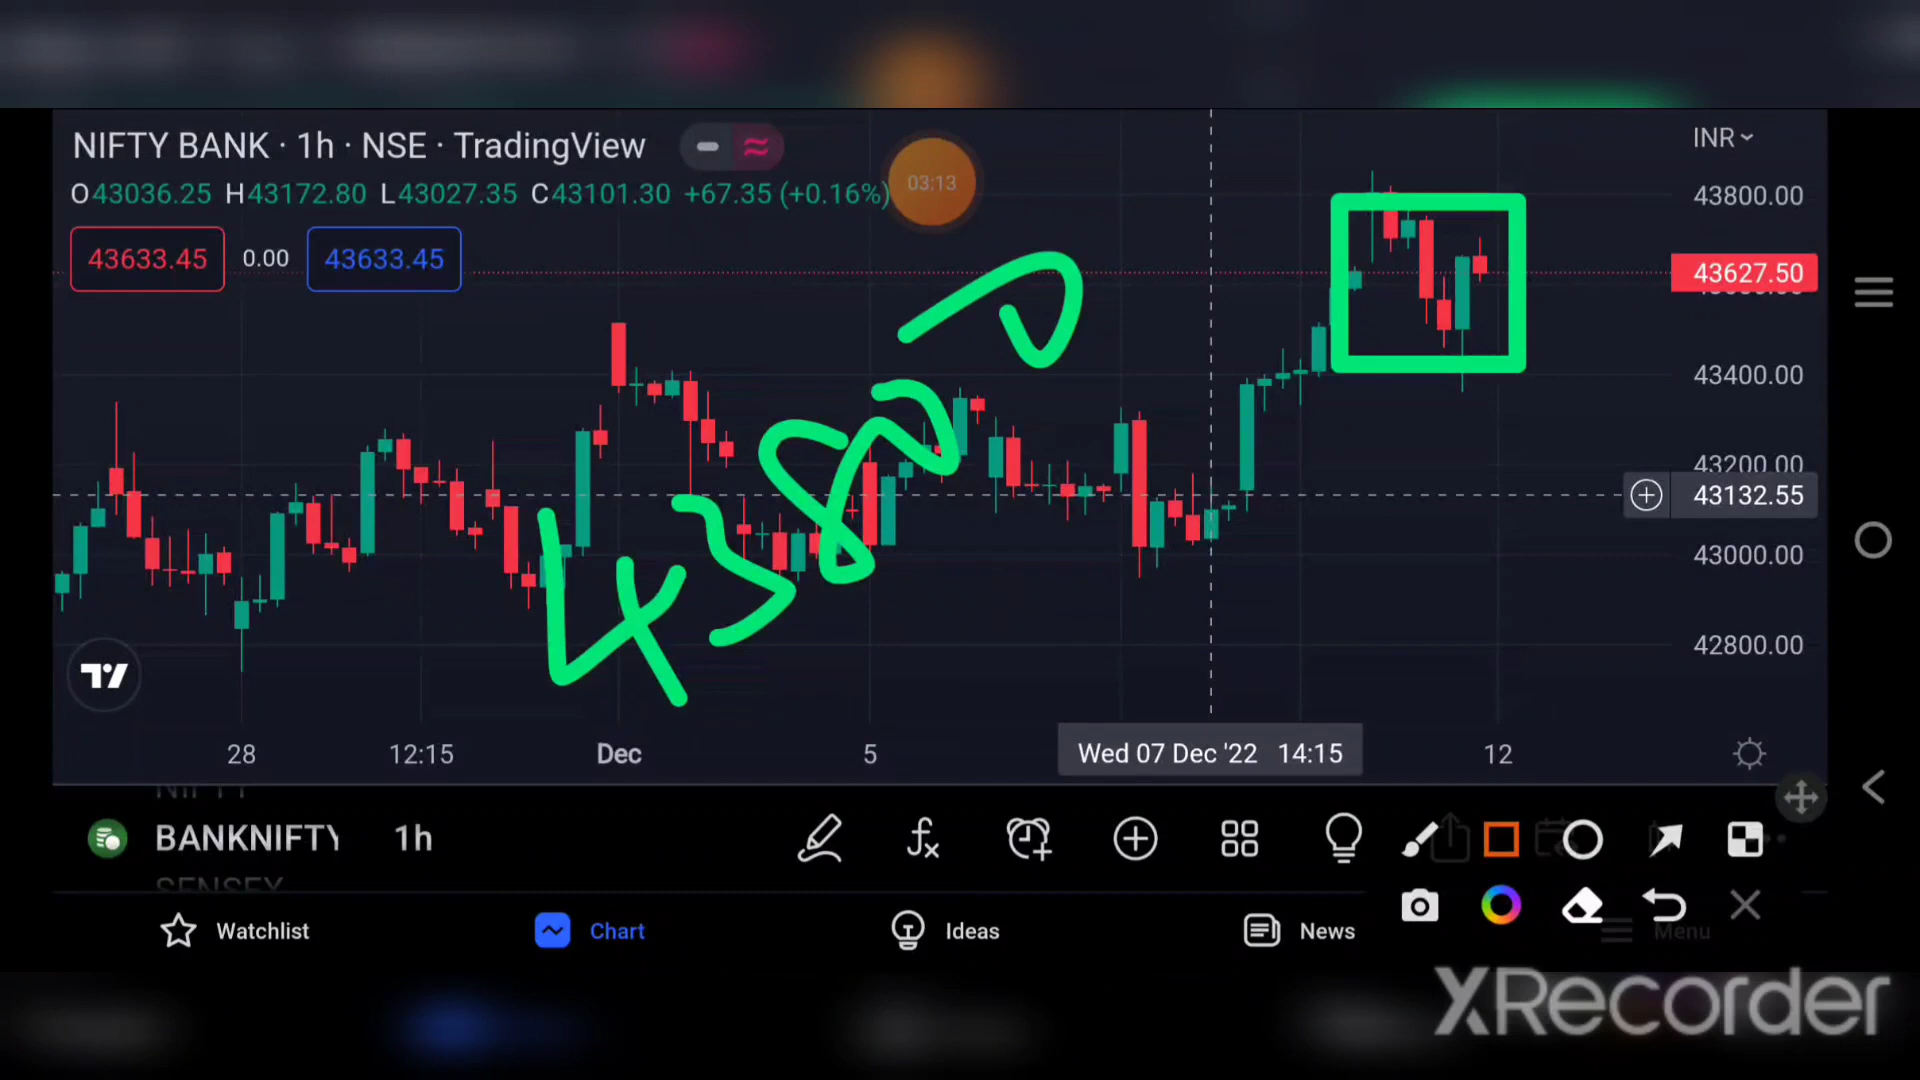 NIFTY BANK · 1h · NSE · TradingView
INR
O43036.25 H43172.80 L43027.35 C43101.30 +67.35 (+0.16%)
03:13
43800.00
43633.45 0.00 43633.45
43627.50
43400.00
43200.00
43132.55
43000.00
42800.00
43800
28 12:15 Dec 5 Wed 07 Dec '22 14:15 12
NIFTY
BANKNIFTY 1h
SENSEX
Watchlist Chart Ideas News Menu
XRecorder